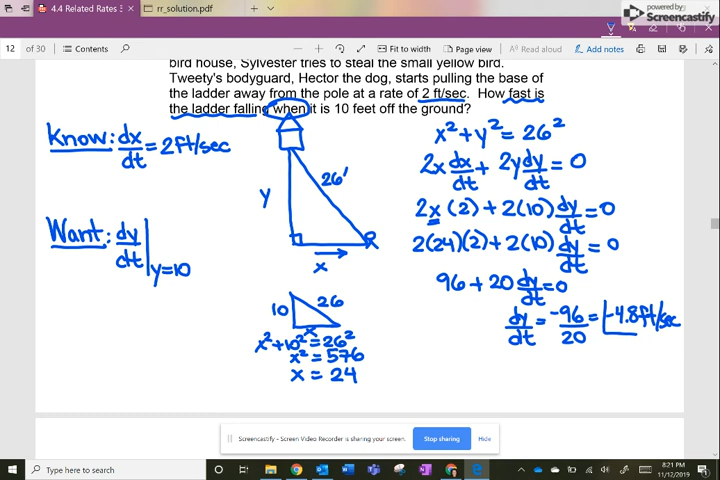 4.4 Related Rates
rr_solution.pdf
powered by
Screencastify
12 of 30
Contents
Fit to width
Page view
Read aloud
Add notes
bird house, Sylvester tries to steal the small yellow bird.
Tweety's bodyguard, Hector the dog, starts pulling the base of
the ladder away from the pole at a rate of 2 ft/sec. How fast is
the ladder falling when it is 10 feet off the ground?
Know: dx/dt = 2ft/sec
Want: dy/dt | y=10
26'
y
x
10
26
x
x² + 10² = 26²
x² = 576
x = 24
x² + y² = 26²
2x dx/dt + 2y dy/dt = 0
2x(2) + 2(10) dy/dt = 0
2(24)(2) + 2(10) dy/dt = 0
96 + 20 dy/dt = 0
dy/dt = -96/20 = -4.8ft/sec
Screencastify - Screen Video Recorder is sharing your screen.
Stop sharing
Hide
Type here to search
8:21 PM
11/12/2019